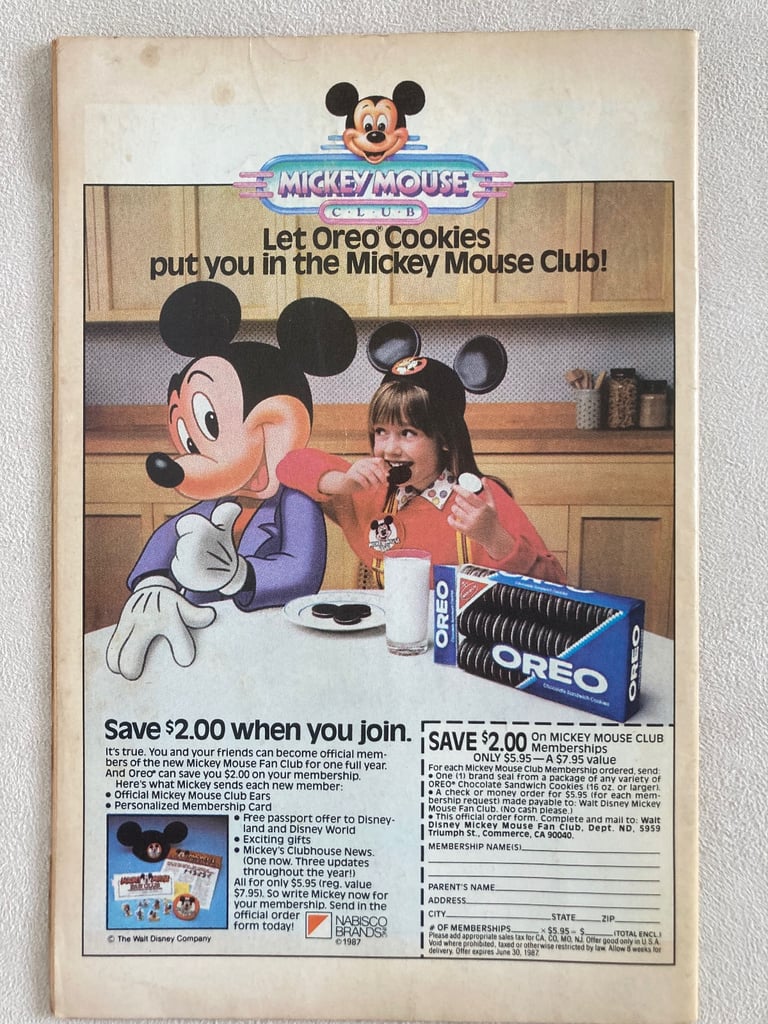 MICKEY MOUSE
C·L·U·B
Let Oreo® Cookies
put you in the Mickey Mouse Club!
OREO
OREO
OREO
Chocolate Sandwich Cookies
Save $2.00 when you join.
It's true. You and your friends can become official mem-
bers of the new Mickey Mouse Fan Club for one full year.
And Oreo® can save you $2.00 on your membership.
Here's what Mickey sends each new member:
• Official Mickey Mouse Club Ears
• Personalized Membership Card
• Free passport offer to Disney-
land and Disney World
• Exciting gifts
• Mickey's Clubhouse News.
(One now. Three updates
throughout the year!)
All for only $5.95 (reg. value
$7.95). So write Mickey now for
your membership. Send in the
official order
form today!
NABISCO
BRANDS
©1987
© The Walt Disney Company
SAVE $2.00 ON MICKEY MOUSE CLUB
Memberships
ONLY $5.95—A $7.95 value
For each Mickey Mouse Club Membership ordered, send:
• One (1) brand seal from a package of any variety of
OREO® Chocolate Sandwich Cookies (16 oz. or larger).
• A check or money order for $5.95 (for each mem-
bership request) made payable to: Walt Disney Mickey
Mouse Fan Club. (No cash please.)
• This official order form. Complete and mail to: Walt
Disney Mickey Mouse Fan Club, Dept. ND, 5959
Triumph St., Commerce, CA 90040.
MEMBERSHIP NAME(S)
PARENT'S NAME
ADDRESS
CITY STATE ZIP
# OF MEMBERSHIPS x $5.95 = $ (TOTAL ENCL.)
Please add appropriate sales tax for CA, CO, MO, NJ. Offer good only in U.S.A.
Void where prohibited, taxed or otherwise restricted by law. Allow 8 weeks for
delivery. Offer expires June 30, 1987.